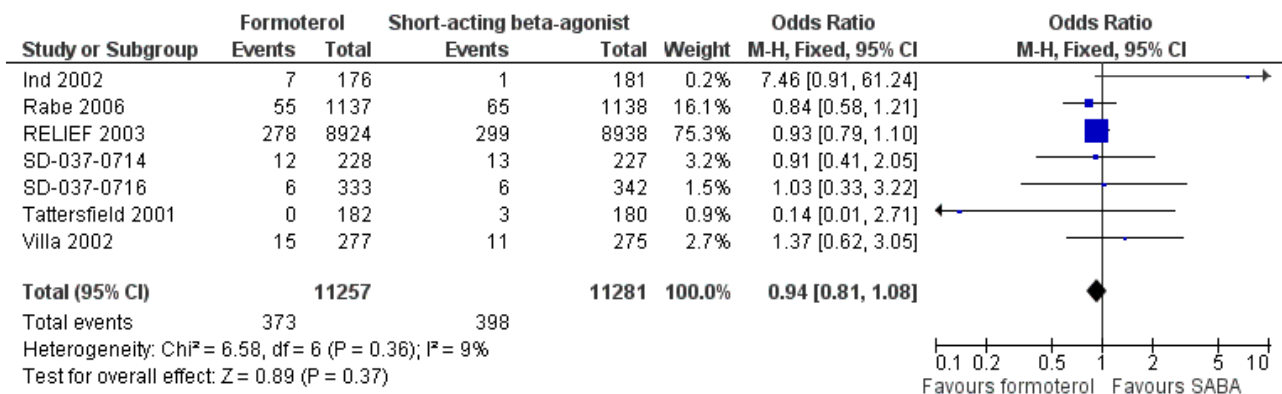 Formoterol Short-acting beta-agonist Odds Ratio Odds Ratio
Study or Subgroup Events Total Events Total Weight M-H, Fixed, 95% CI M-H, Fixed, 95% CI
Ind 2002 7 176 1 181 0.2% 7.46 [0.91, 61.24]
Rabe 2006 55 1137 65 1138 16.1% 0.84 [0.58, 1.21]
RELIEF 2003 278 8924 299 8938 75.3% 0.93 [0.79, 1.10]
SD-037-0714 12 228 13 227 3.2% 0.91 [0.41, 2.05]
SD-037-0716 6 333 6 342 1.5% 1.03 [0.33, 3.22]
Tattersfield 2001 0 182 3 180 0.9% 0.14 [0.01, 2.71]
Villa 2002 15 277 11 275 2.7% 1.37 [0.62, 3.05]
Total (95% CI) 11257 11281 100.0% 0.94 [0.81, 1.08]
Total events 373 398
Heterogeneity: Chi² = 6.58, df = 6 (P = 0.36); I² = 9%
Test for overall effect: Z = 0.89 (P = 0.37)
0.1 0.2 0.5 1 2 5 10
Favours formoterol Favours SABA